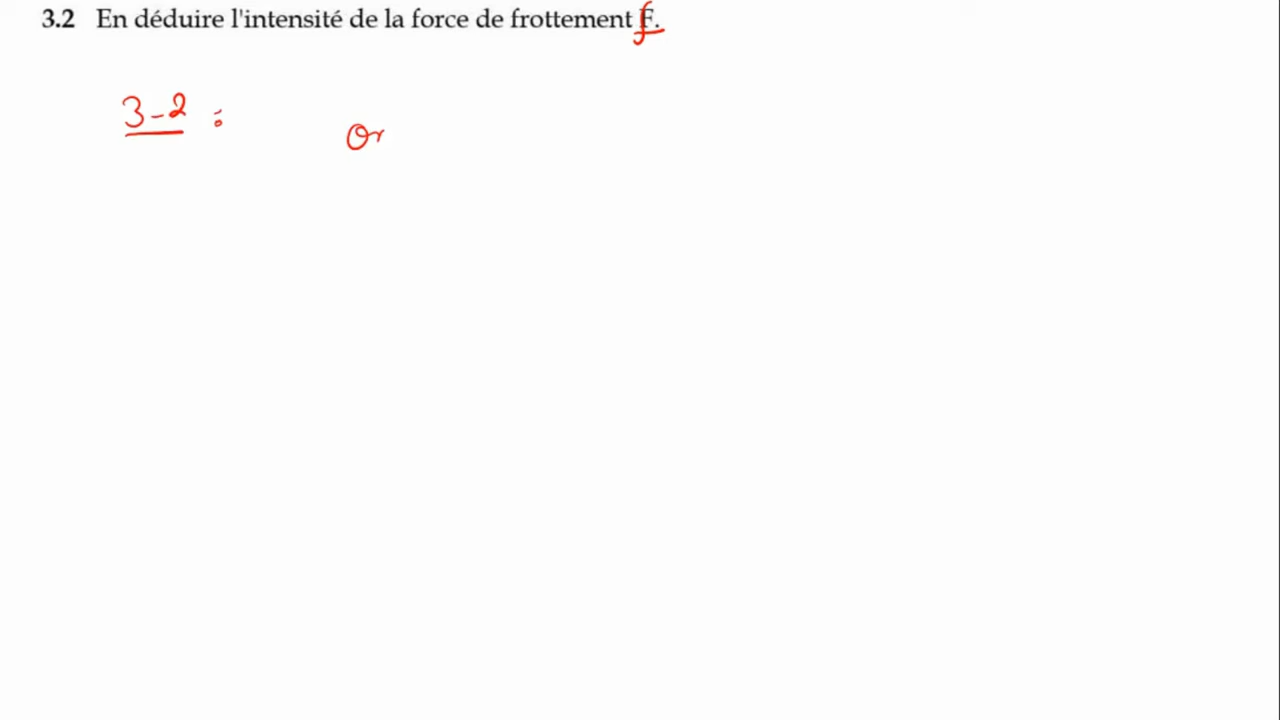 3.2 En déduire l'intensité de la force de frottement F.
3-2 :
or